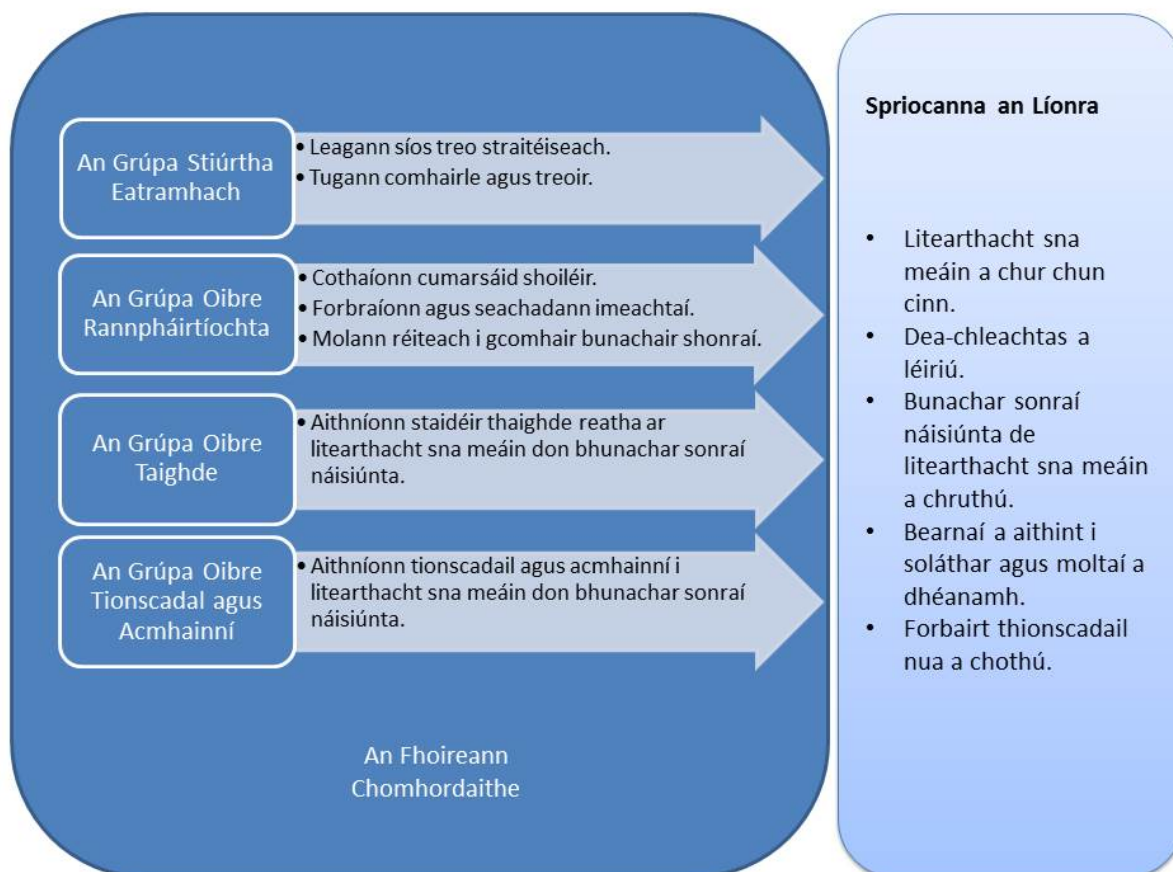 An Grúpa Stiúrtha
Eatramhach
• Leagann síos treo straitéiseach.
• Tugann comhairle agus treoir.
An Grúpa Oibre
Rannpháirtíochta
• Cothaíonn cumarsáid shoiléir.
• Forbraíonn agus seachadann imeachtaí.
• Molann réiteach i gcomhair bunachair shonraí.
An Grúpa Oibre
Taighde
• Aithníonn staidéir thaighde reatha ar
litearthacht sna meáin don bhunachar sonraí
náisiúnta.
An Grúpa Oibre
Tionscadal agus
Acmhainní
• Aithníonn tionscadail agus acmhainní i
litearthacht sna meáin don bhunachar sonraí
náisiúnta.
An Fhoireann
Chomhordaithe
Spriocanna an Líonra
• Litearthacht sna
meáin a chur chun
cinn.
• Dea-chleachtas a
léiriú.
• Bunachar sonraí
náisiúnta de
litearthacht sna meáin
a chruthú.
• Bearnaí a aithint i
soláthar agus moltaí a
dhéanamh.
• Forbairt thionscadail
nua a chothú.